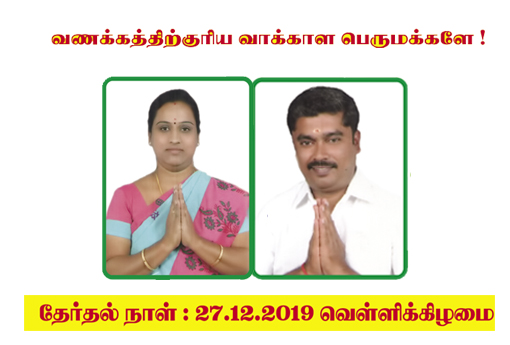 வணக்கத்திற்குரிய வாக்காள பெருமக்களே !
தேர்தல் நாள் : 27.12.2019 வெள்ளிக்கிழமை